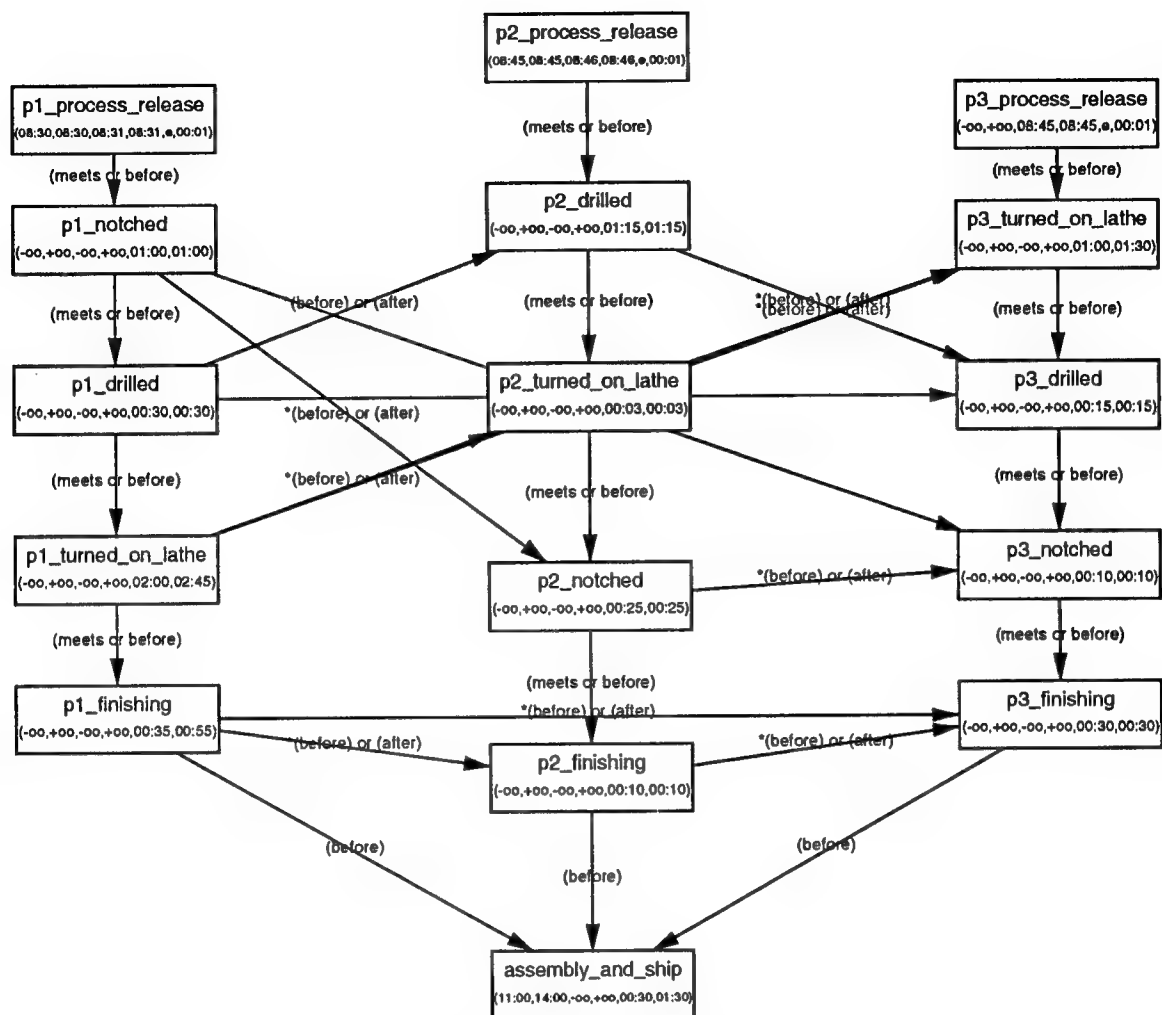 p2_process_release
(08:45,08:45,08:46,08:46,e,00:01)
p1_process_release
(08:30,08:30,08:31,08:31,e,00:01)
p3_process_release
(-oo,+oo,08:45,08:45,e,00:01)
(meets or before)
(meets or before)
(meets or before)
p1_notched
(-oo,+oo,-oo,+oo,01:00,01:00)
p2_drilled
(-oo,+oo,-oo,+oo,01:15,01:15)
p3_turned_on_lathe
(-oo,+oo,-oo,+oo,01:00,01:30)
(meets or before)
(before) or (after)
(meets or before)
*(before) or (after)
*(before) or (after)
(meets or before)
p1_drilled
(-oo,+oo,-oo,+oo,00:30,00:30)
*(before) or (after)
p2_turned_on_lathe
(-oo,+oo,-oo,+oo,00:03,00:03)
p3_drilled
(-oo,+oo,-oo,+oo,00:15,00:15)
(meets or before)
*(before) or (after)
(meets or before)
(meets or before)
p1_turned_on_lathe
(-oo,+oo,-oo,+oo,02:00,02:45)
p2_notched
(-oo,+oo,-oo,+oo,00:25,00:25)
*(before) or (after)
p3_notched
(-oo,+oo,-oo,+oo,00:10,00:10)
(meets or before)
(meets or before)
(meets or before)
p1_finishing
(-oo,+oo,-oo,+oo,00:35,00:55)
*(before) or (after)
*(before) or (after)
p2_finishing
(-oo,+oo,-oo,+oo,00:10,00:10)
*(before) or (after)
p3_finishing
(-oo,+oo,-oo,+oo,00:30,00:30)
(before)
(before)
(before)
assembly_and_ship
(11:00,14:00,-oo,+oo,00:30,01:30)